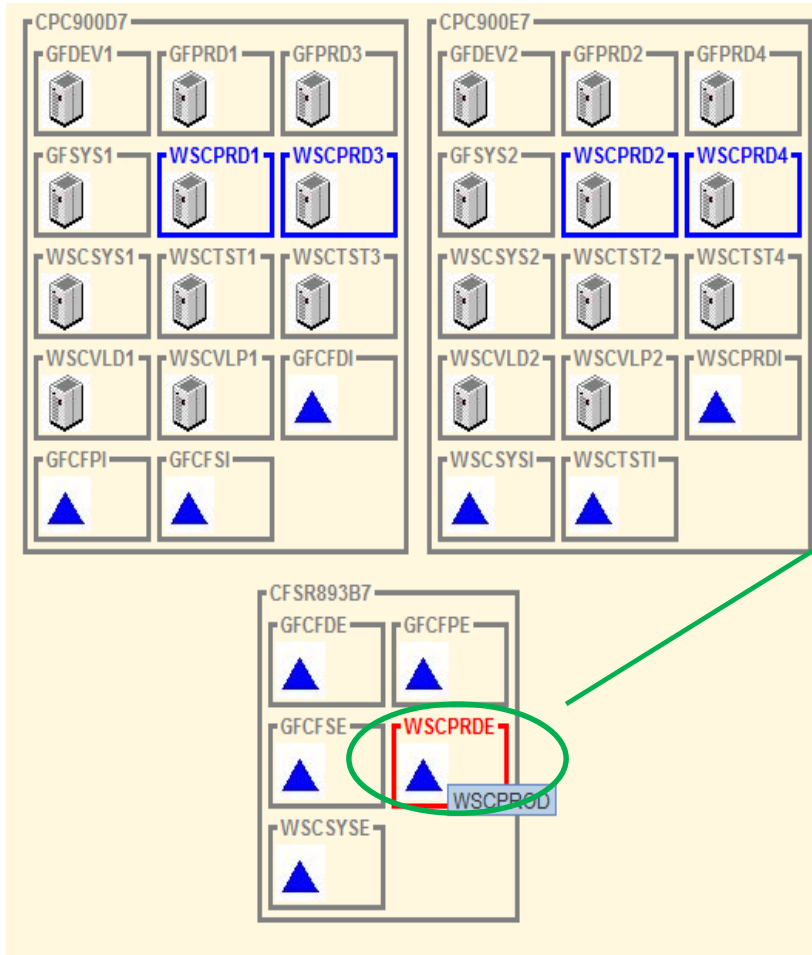 CPC900D7
GFDEV1 GFPRD1 GFPRD3
GFSYS1 WSCPRD1 WSCPRD3
WSCSYS1 WSCTST1 WSCTST3
WSCVLD1 WSCVLP1 GFCFDI
GFCFPI GFCFSI
CPC900E7
GFDEV2 GFPRD2 GFPRD4
GFSYS2 WSCPRD2 WSCPRD4
WSCSYS2 WSCTST2 WSCTST4
WSCVLD2 WSCVLP2 WSCPRDI
WSCSYSI WSCTSTI
CFSR893B7
GFCFDE GFCFPE
GFCFSE WSCPRDE
WSCPROD
WSCSYSE